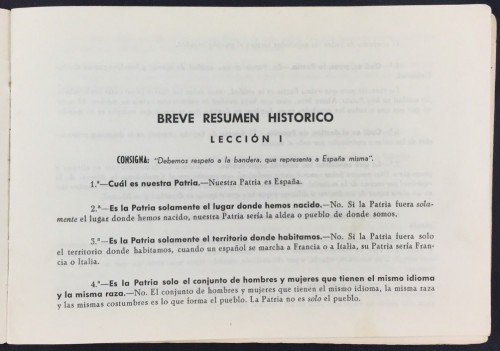 BREVE RESUMEN HISTORICO
LECCIÓN I
CONSIGNA: "Debemos respeto a la bandera, que representa a España misma".
1.ª—Cuál es nuestra Patria.—Nuestra Patria es España.
2.ª—Es la Patria solamente el lugar donde hemos nacido.—No. Si la Patria fuera sola-
mente el lugar donde hemos nacido, nuestra Patria sería la aldea o pueblo de donde somos.
3.ª—Es la Patria solamente el territorio donde habitamos.—No. Si la Patria fuera solo
el territorio donde habitamos, cuando un español se marcha a Francia o a Italia, su Patria sería Fran-
cia o Italia.
4.ª—Es la Patria solo el conjunto de hombres y mujeres que tienen el mismo idioma
y la misma raza.—No. El conjunto de hombres y mujeres que tienen el mismo idioma, la misma raza
y las mismas costumbres es lo que forma el pueblo. La Patria no es solo el pueblo.